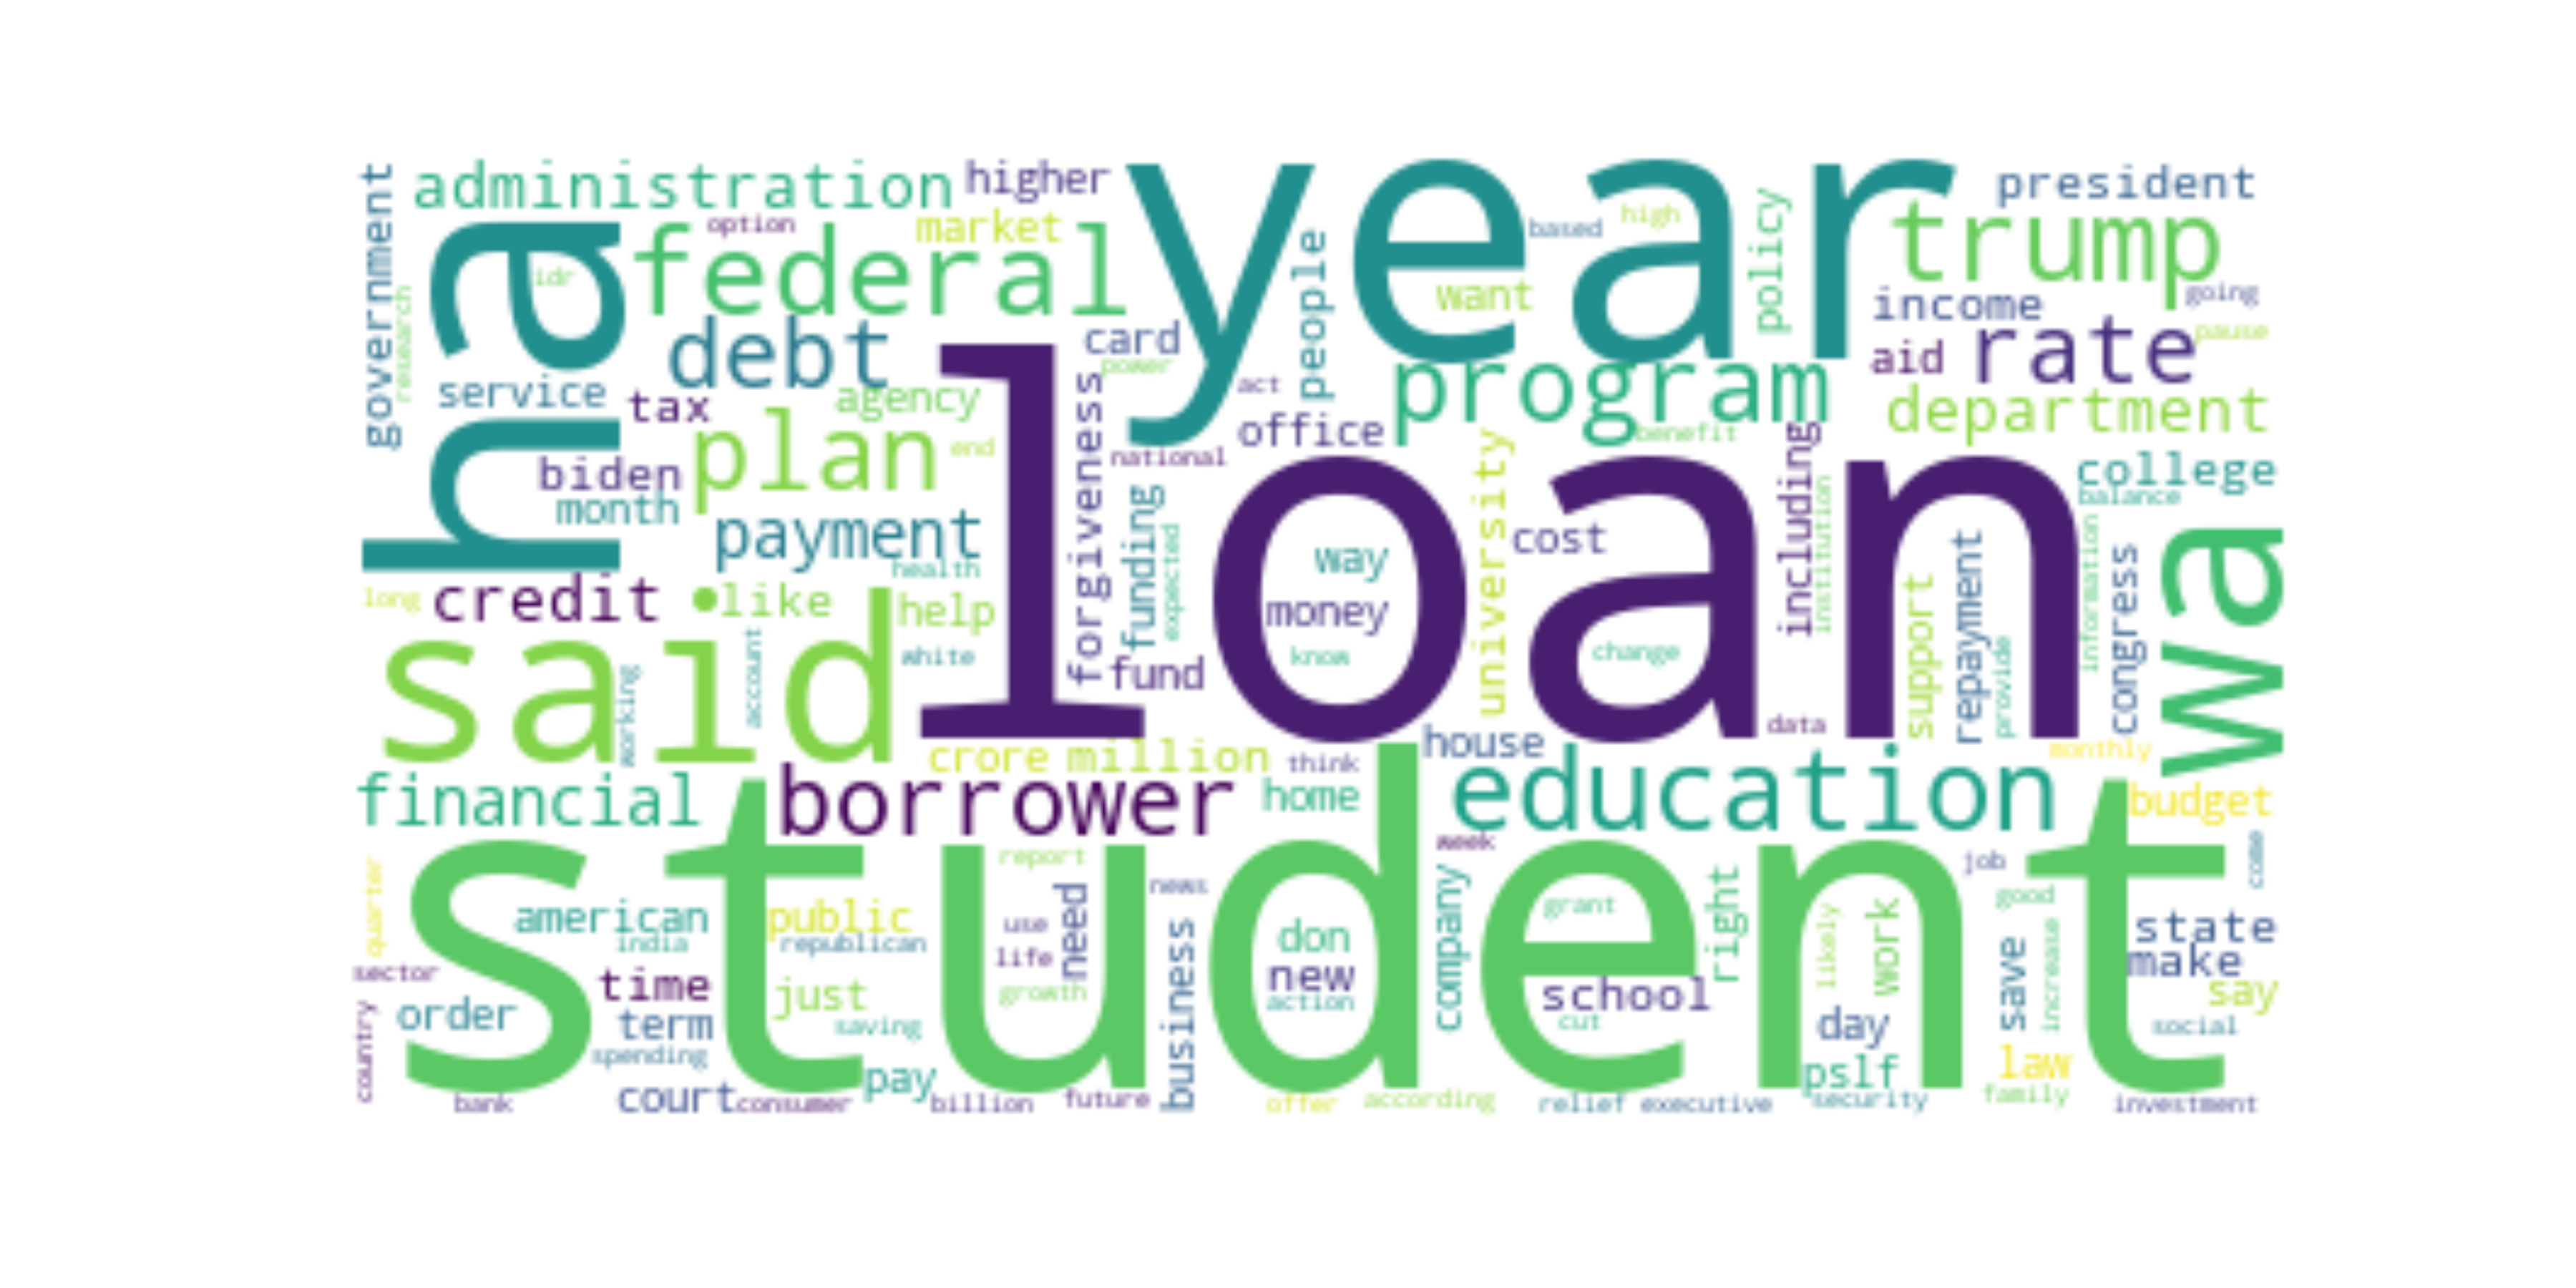 government
research
administration
higher
year
president
option
market
ha
idr
federal
people
based
high
policy
trump
want
income
going
debt
card
power
rate
pause
aid
service
tax
agency
act
program
department
plan
end
office
benefit
biden
month
national
forgiveness
loan
including
institution
college
balance
payment
health
funding
expected
way
money
know
university
cost
change
support
repayment
provide
information
congress
wa
long
credit
like
help
said
working
account
white
fund
data
crore
million
think
house
monthly
financial
borrower
home
education
budget
student
week
quarter
report
news
need
job
come
american
public
india
republican
use
life
growth
business
don
new
action
company
grant
right
school
cut
likely
work
good
save
increase
state
make
say
sector
time
just
order
term
saving
day
social
country
spending
pay
pslf
law
bank
court
consumer
billion
future
offer
according
relief
executive
security
family
investment